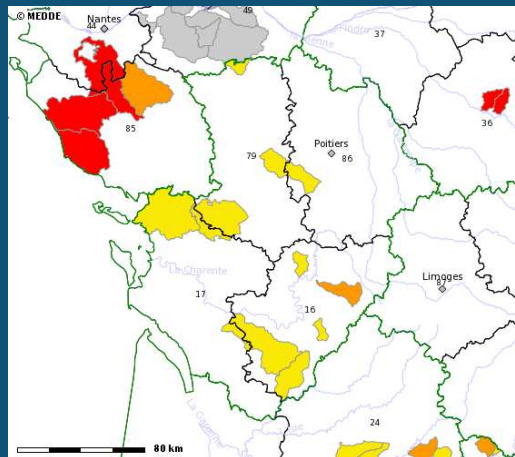 © MEDDE
Nantes
44
49
37
Indre
85
79
Poitiers
86
36
La Charente
17
16
Limoges
87
24
80 km